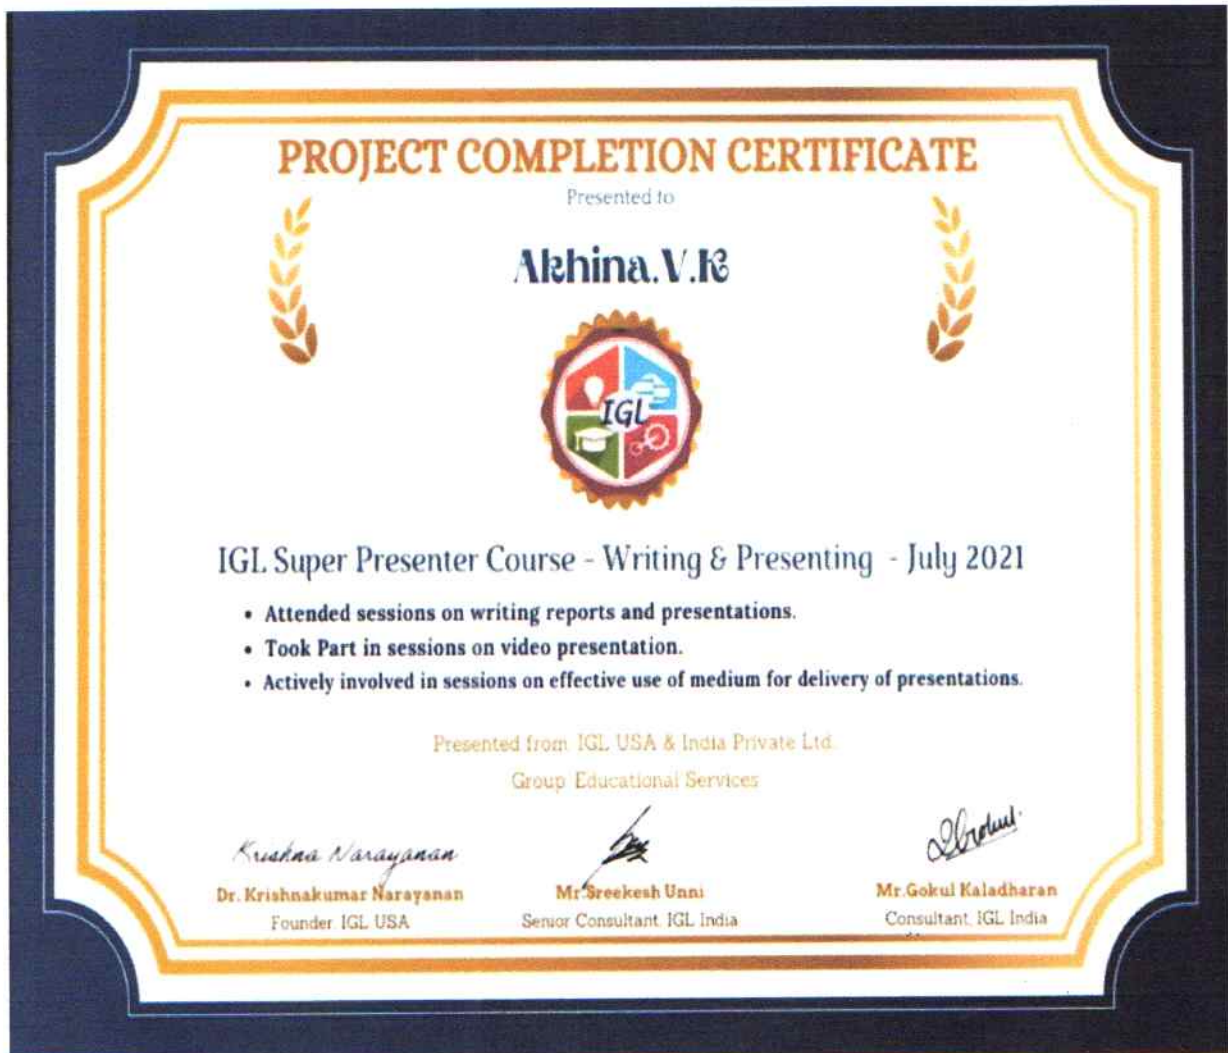 PROJECT COMPLETION CERTIFICATE
Presented to
Akhina.V.K
IGL
IGL Super Presenter Course - Writing & Presenting - July 2021
• Attended sessions on writing reports and presentations.
• Took Part in sessions on video presentation.
• Actively involved in sessions on effective use of medium for delivery of presentations.
Presented from IGL USA & India Private Ltd.
Group Educational Services
Krishna Narayanan
Dr. Krishnakumar Narayanan Mr.Sreekesh Unni Mr.Gokul Kaladharan
Founder IGL USA Senior Consultant IGL India Consultant, IGL India